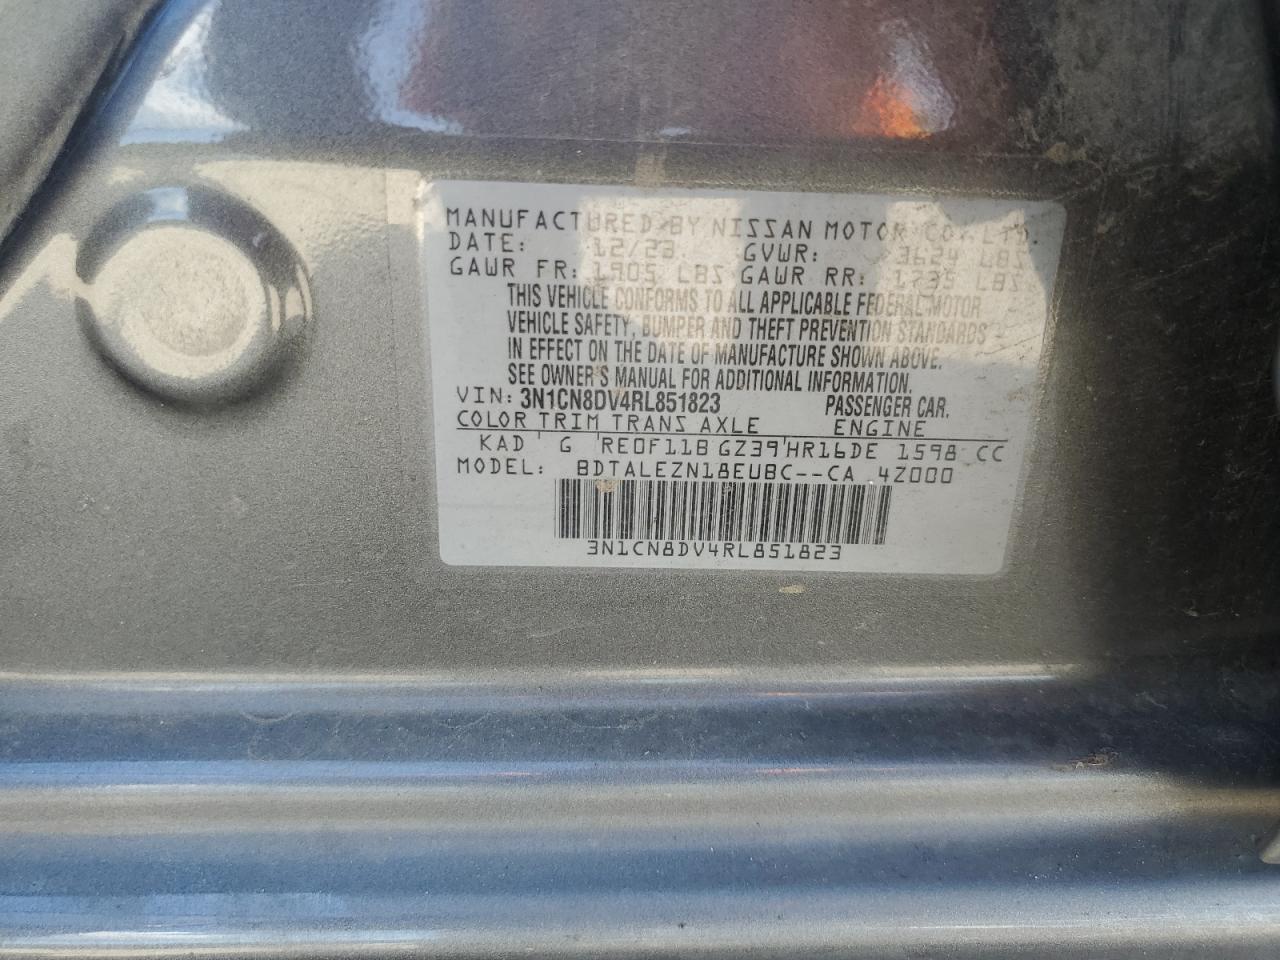 MANUFACTURED BY NISSAN MOTOR CO., LTD.
DATE: 12/23 GVWR: 3624 LBS
GAWR FR: 1905 LBS GAWR RR: 1735 LBS
THIS VEHICLE CONFORMS TO ALL APPLICABLE FEDERAL MOTOR
VEHICLE SAFETY, BUMPER AND THEFT PREVENTION STANDARDS
IN EFFECT ON THE DATE OF MANUFACTURE SHOWN ABOVE.
SEE OWNER'S MANUAL FOR ADDITIONAL INFORMATION.
VIN: 3N1CN8DV4RL851823 PASSENGER CAR.
COLOR TRIM TRANS AXLE ENGINE
KAD G RE0F11B GZ39 HR16DE 1598 CC
MODEL: BDTALEZN18EUBC--CA 4Z000
3N1CN8DV4RL851823